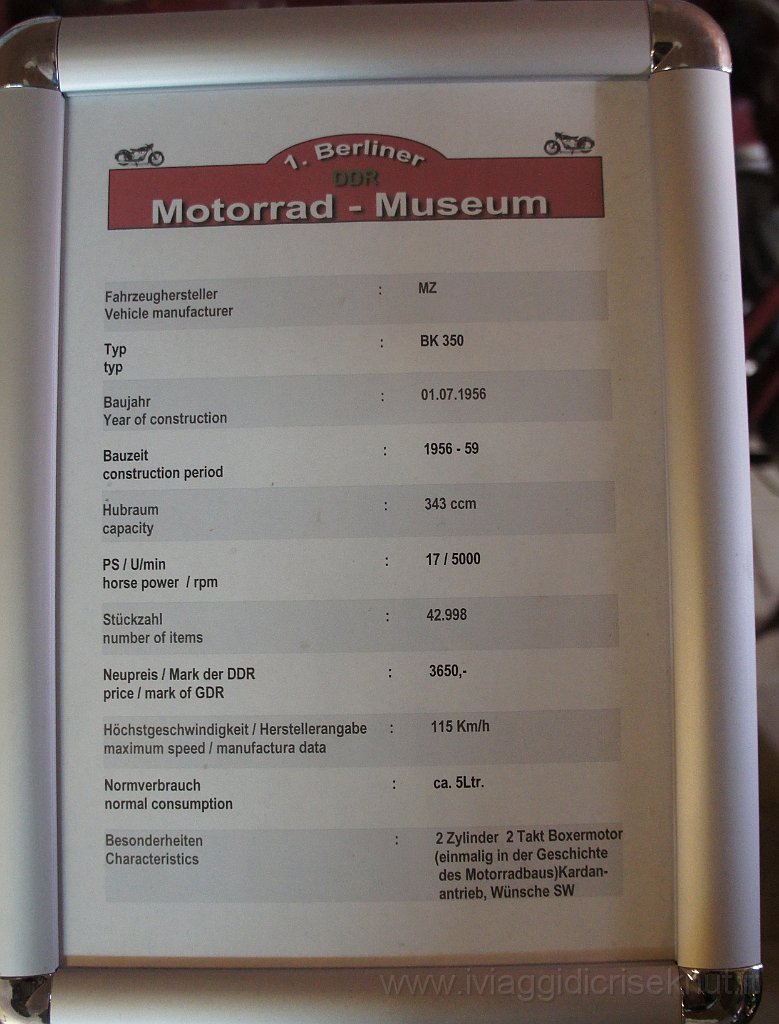 1. Berliner
DDR
Motorrad - Museum
Fahrzeughersteller : MZ
Vehicle manufacturer
Typ : BK 350
typ
Baujahr : 01.07.1956
Year of construction
Bauzeit : 1956 - 59
construction period
Hubraum : 343 ccm
capacity
PS / U/min : 17 / 5000
horse power / rpm
Stückzahl : 42.998
number of items
Neupreis / Mark der DDR : 3650,-
price / mark of GDR
Höchstgeschwindigkeit / Herstellerangabe : 115 Km/h
maximum speed / manufactura data
Normverbrauch : ca. 5Ltr.
normal consumption
Besonderheiten : 2 Zylinder 2 Takt Boxermotor
Characteristics (einmalig in der Geschichte
des Motorradbaus)Kardan-
antrieb, Wünsche SW